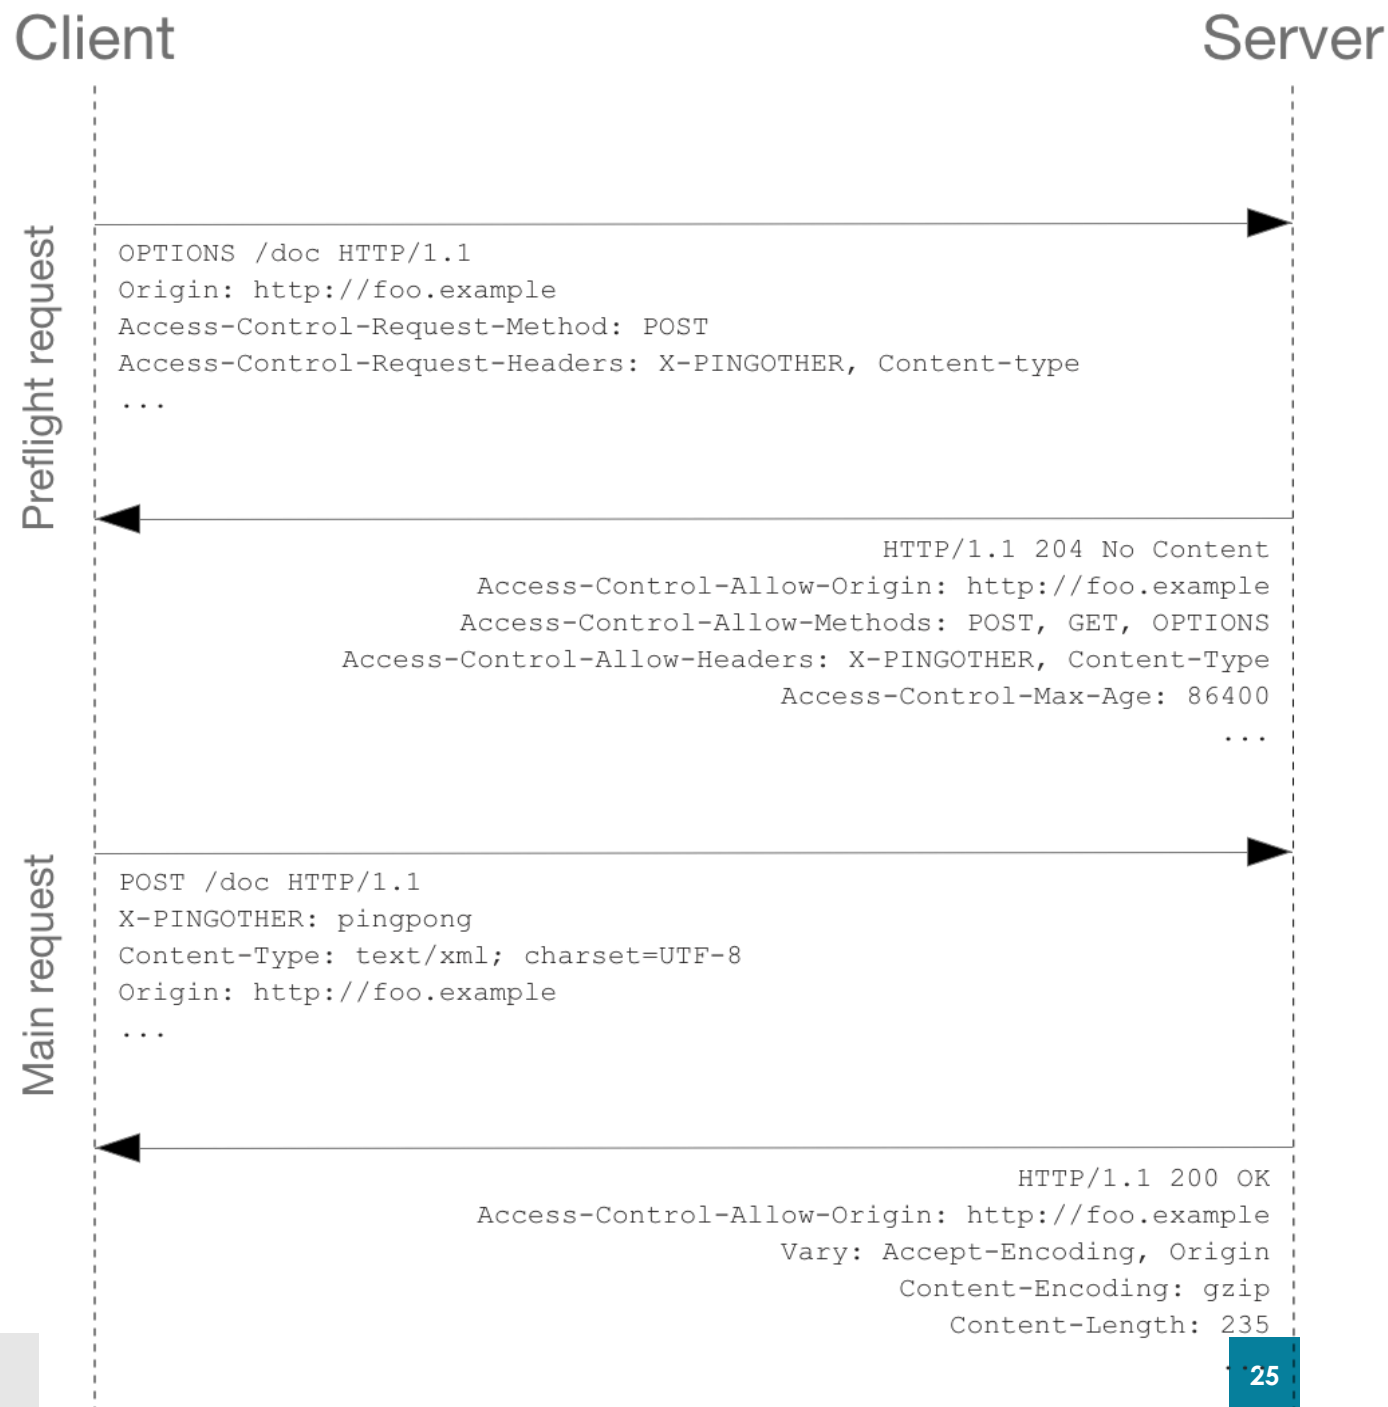 Client
Server
Preflight request
OPTIONS /doc HTTP/1.1
Origin: http://foo.example
Access-Control-Request-Method: POST
Access-Control-Request-Headers: X-PINGOTHER, Content-type
...
HTTP/1.1 204 No Content
Access-Control-Allow-Origin: http://foo.example
Access-Control-Allow-Methods: POST, GET, OPTIONS
Access-Control-Allow-Headers: X-PINGOTHER, Content-Type
Access-Control-Max-Age: 86400
...
Main request
POST /doc HTTP/1.1
X-PINGOTHER: pingpong
Content-Type: text/xml; charset=UTF-8
Origin: http://foo.example
...
HTTP/1.1 200 OK
Access-Control-Allow-Origin: http://foo.example
Vary: Accept-Encoding, Origin
Content-Encoding: gzip
Content-Length: 235
...
25